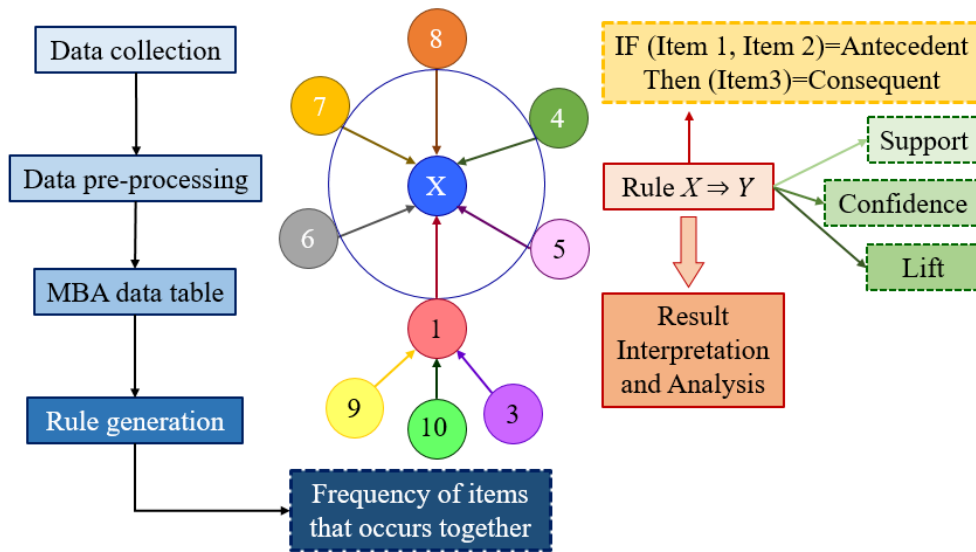 Data collection
Data pre-processing
MBA data table
Rule generation
Frequency of items
that occurs together
8
7
4
X
6
5
1
9
10
3
IF (Item 1, Item 2)=Antecedent
Then (Item3)=Consequent
Rule X ⇒ Y
Support
Confidence
Lift
Result
Interpretation
and Analysis